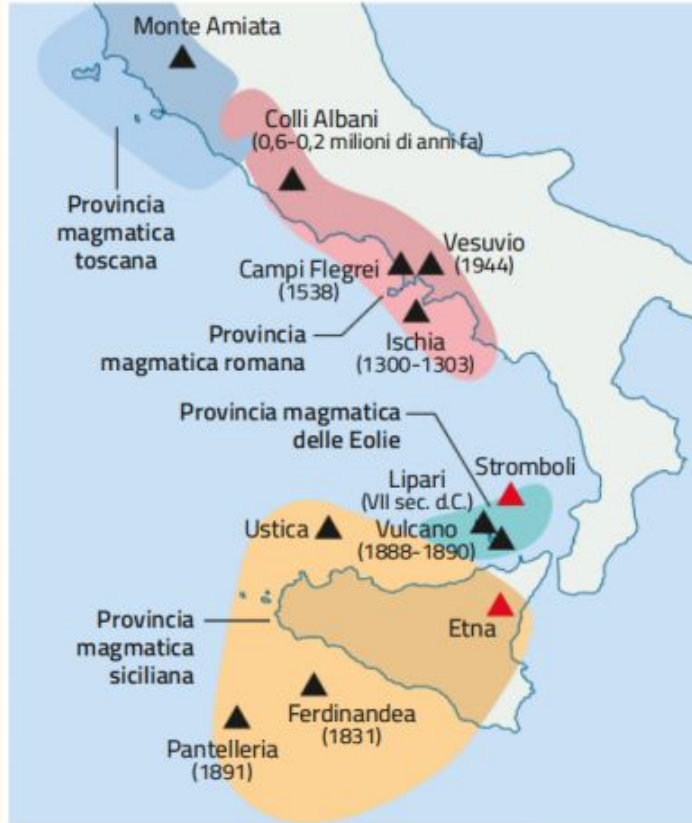 Monte Amiata
Colli Albani
(0,6-0,2 milioni di anni fa)
Provincia
magmatica
toscana
Vesuvio
(1944)
Campi Flegrei
(1538)
Provincia
magmatica romana
Ischia
(1300-1303)
Provincia magmatica
delle Eolie
Stromboli
Lipari
(VII sec. d.C.)
Ustica
Vulcano
(1888-1890)
Provincia
magmatica
siciliana
Etna
Ferdinandea
(1831)
Pantelleria
(1891)